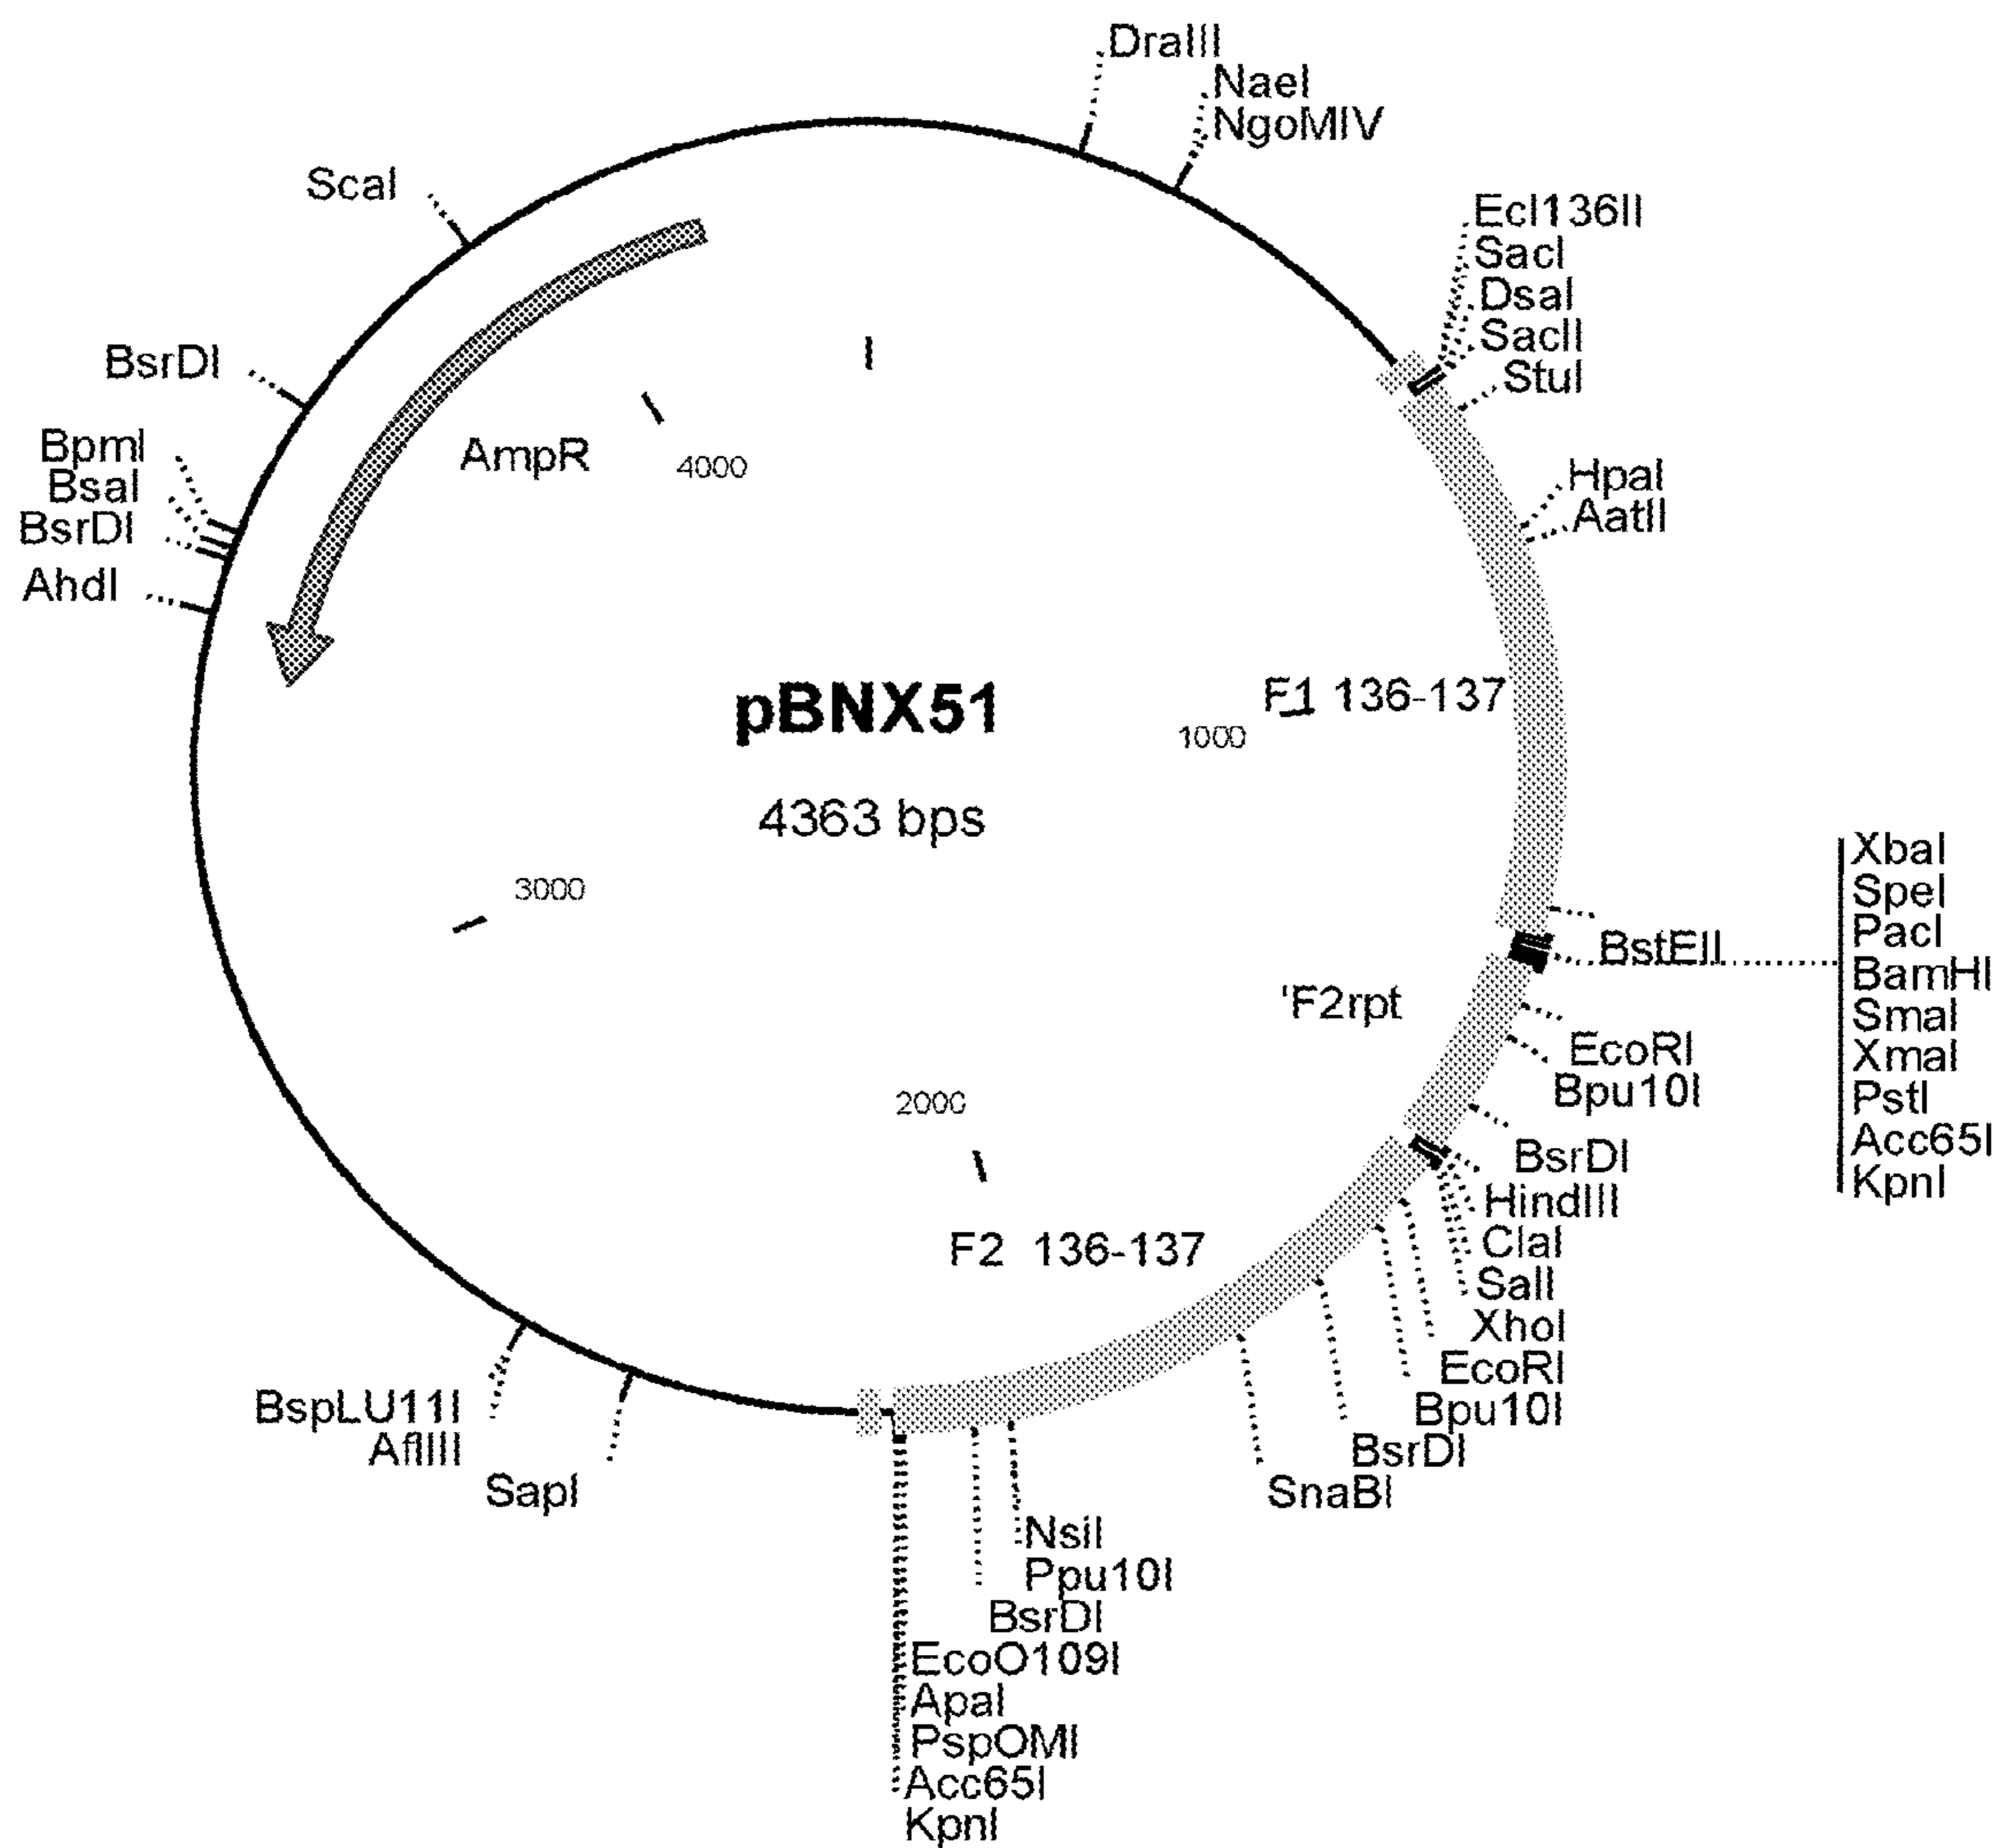 DraIII
NaeI
NgoMIV
ScaI
Ecl136II
SacI
DsaI
SacII
StuI
BsrDI
BpmI
BsaI
BsrDI
AhdI
AmpR
4000
HpaI
AatII
pBNX51
4363 bps
F1 136-137
1000
3000
2000
'F2rpt
F2 136-137
BstEII
XbaI
SpeI
PacI
BamHI
SmaI
XmaI
PstI
Acc65I
KpnI
EcoRI
Bpu10I
BsrDI
HindIII
ClaI
SalI
XhoI
EcoRI
Bpu10I
BsrDI
SnaBI
BspLU11I
AflIII
SapI
NsiI
Ppu10I
BsrDI
EcoO109I
ApaI
PspOMI
Acc65I
KpnI